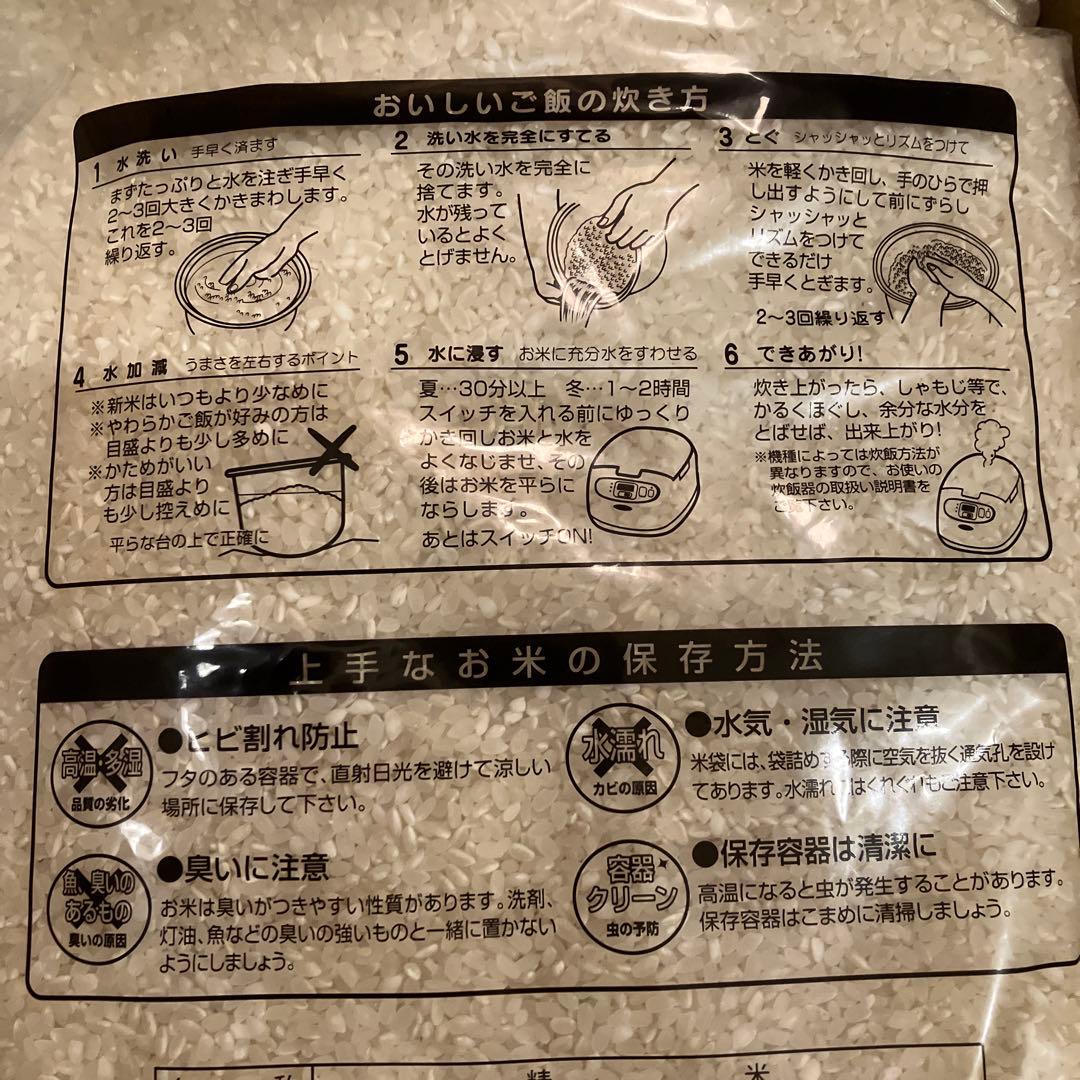 おいしいご飯の炊き方
1 水洗い 手早く済ます
まずたっぷりと水を注ぎ手早く
2〜3回大きくかきまわします。
これを2〜3回
繰り返す。
2 洗い水を完全にすてる
その洗い水を完全に
捨てます。
水が残って
いるとよく
とげません。
3 とぐ シャッシャッとリズムをつけて
米を軽くかき回し、手のひらで押
し出すようにして前にずらし
シャッシャッと
リズムをつけて
できるだけ
手早くとぎます。
2〜3回繰り返す
4 水加減 うまさを左右するポイント
※新米はいつもより少なめに
※やわらかご飯が好みの方は
目盛よりも少し多めに
※かためがいい
方は目盛より
も少し控えめに
平らな台の上で正確に
5 水に浸す お米に充分水をすわせる
夏…30分以上 冬…1〜2時間
スイッチを入れる前にゆっくり
かき回しお米と水を
よくなじませ、その
後はお米を平らに
ならします。
あとはスイッチON!
6 できあがり!
炊き上がったら、しゃもじ等で、
かるくほぐし、余分な水分を
とばせば、出来上がり!
※機種によっては炊飯方法が
異なりますので、お使いの
炊飯器の取扱い説明書を
ご覧下さい。
上手なお米の保存方法
高温・多湿
品質の劣化
●ヒビ割れ防止
フタのある容器で、直射日光を避けて涼しい
場所に保存して下さい。
水濡れ
カビの原因
●水気・湿気に注意
米袋には、袋詰めする際に空気を抜く通気孔を設け
てあります。水濡れにはくれぐれもご注意下さい。
魚、臭いの
あるもの
臭いの原因
●臭いに注意
お米は臭いがつきやすい性質があります。洗剤、
灯油、魚などの臭いの強いものと一緒に置かない
ようにしましょう。
容器
クリーン
虫の予防
●保存容器は清潔に
高温になると虫が発生することがあります。
保存容器はこまめに清掃しましょう。
精 米